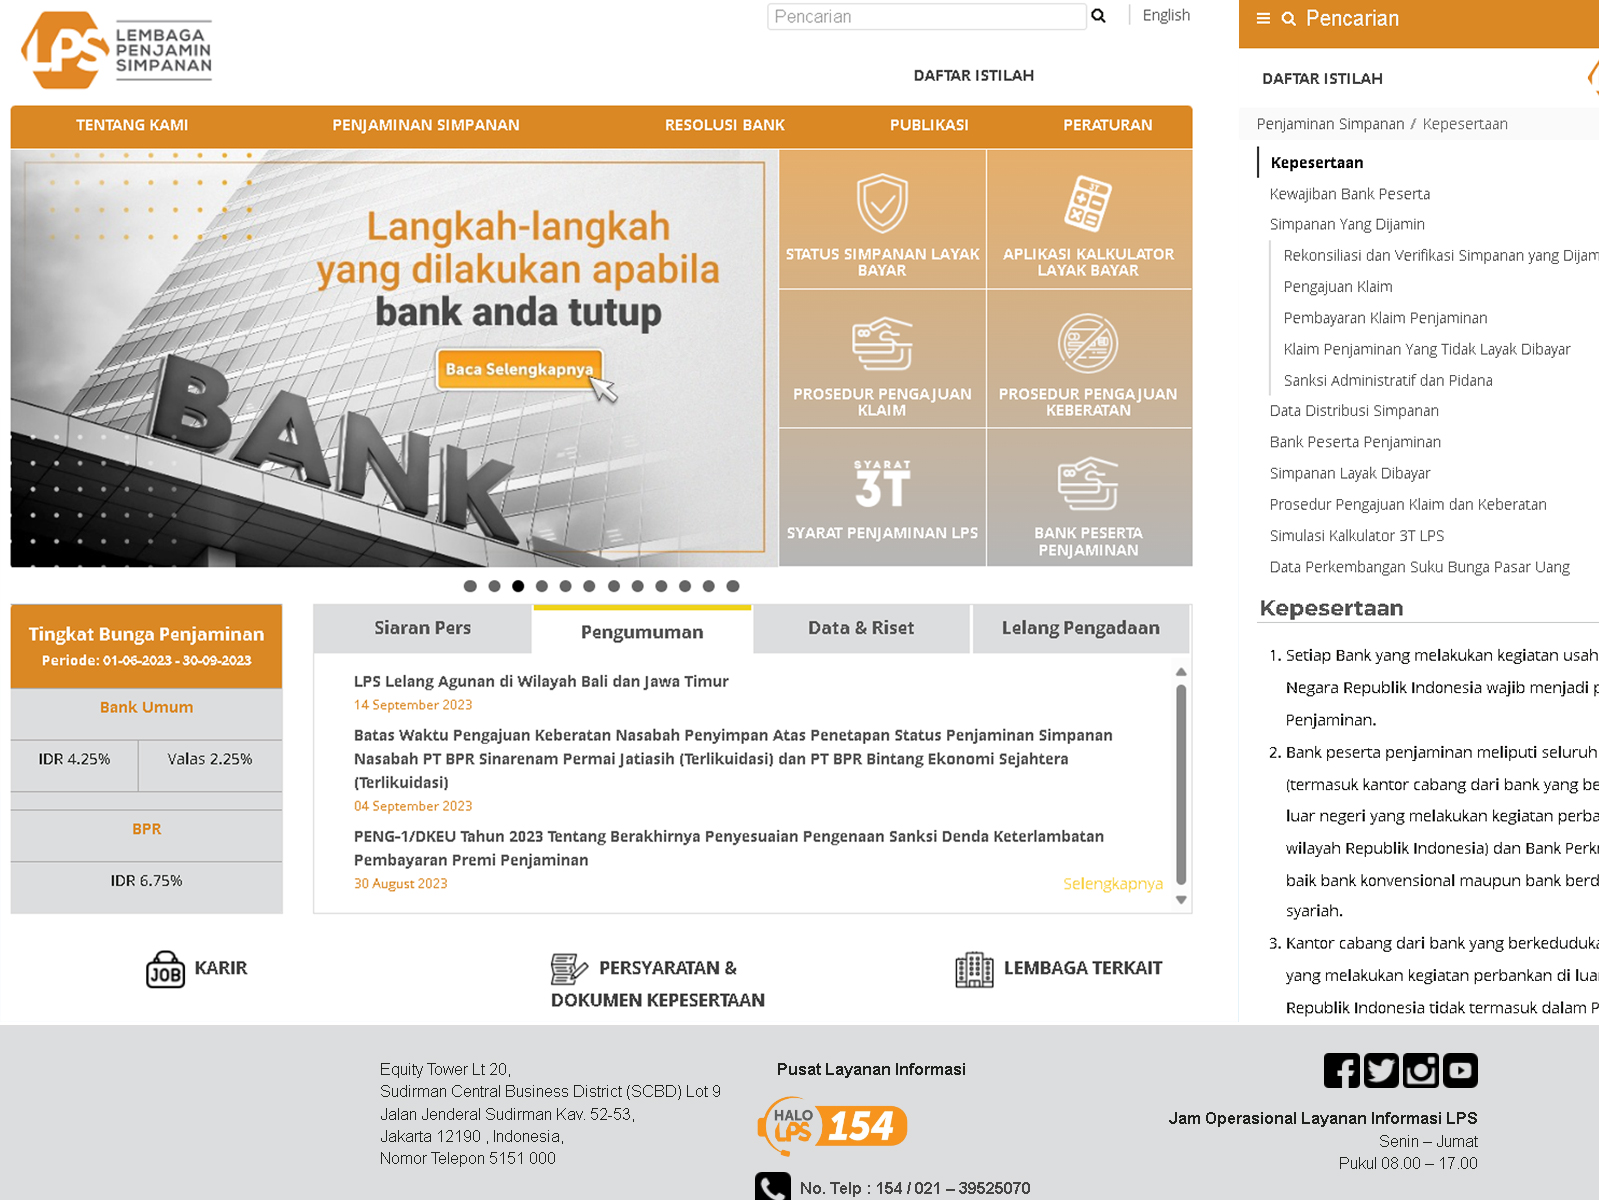 LPS LEMBAGA
PENJAMIN
SIMPANAN
Pencarian
English
DAFTAR ISTILAH
TENTANG KAMI
PENJAMINAN SIMPANAN
RESOLUSI BANK
PUBLIKASI
PERATURAN
Langkah-langkah
yang dilakukan apabila
bank anda tutup
Baca Selengkapnya
BANK
STATUS SIMPANAN LAYAK
BAYAR
APLIKASI KALKULATOR
LAYAK BAYAR
3T
PROSEDUR PENGAJUAN
KLAIM
PROSEDUR PENGAJUAN
KEBERATAN
SYARAT
3T
SYARAT PENJAMINAN LPS
BANK PESERTA
PENJAMINAN
Tingkat Bunga Penjaminan
Periode: 01-06-2023 - 30-09-2023
Bank Umum
IDR 4.25%
Valas 2.25%
BPR
IDR 6.75%
Siaran Pers
Pengumuman
Data & Riset
Lelang Pengadaan
LPS Lelang Agunan di Wilayah Bali dan Jawa Timur
14 September 2023
Batas Waktu Pengajuan Keberatan Nasabah Penyimpan Atas Penetapan Status Penjaminan Simpanan
Nasabah PT BPR Sinarenam Permai Jatiasih (Terlikuidasi) dan PT BPR Bintang Ekonomi Sejahtera
(Terlikuidasi)
04 September 2023
PENG-1/DKEU Tahun 2023 Tentang Berakhirnya Penyesuaian Pengenaan Sanksi Denda Keterlambatan
Pembayaran Premi Penjaminan
30 August 2023
Selengkapnya
JOB KARIR
PERSYARATAN &
DOKUMEN KEPESERTAAN
LEMBAGA TERKAIT
Pencarian
DAFTAR ISTILAH
Penjaminan Simpanan / Kepesertaan
Kepesertaan
Kewajiban Bank Peserta
Simpanan Yang Dijamin
Rekonsiliasi dan Verifikasi Simpanan yang Dijam
Pengajuan Klaim
Pembayaran Klaim Penjaminan
Klaim Penjaminan Yang Tidak Layak Dibayar
Sanksi Administratif dan Pidana
Data Distribusi Simpanan
Bank Peserta Penjaminan
Simpanan Layak Dibayar
Prosedur Pengajuan Klaim dan Keberatan
Simulasi Kalkulator 3T LPS
Data Perkembangan Suku Bunga Pasar Uang
Kepesertaan
1. Setiap Bank yang melakukan kegiatan usah
Negara Republik Indonesia wajib menjadi p
Penjaminan.
2. Bank peserta penjaminan meliputi seluruh
(termasuk kantor cabang dari bank yang be
luar negeri yang melakukan kegiatan perba
wilayah Republik Indonesia) dan Bank Perk
baik bank konvensional maupun bank berd
syariah.
3. Kantor cabang dari bank yang berkeduduka
yang melakukan kegiatan perbankan di lua
Republik Indonesia tidak termasuk dalam P
Equity Tower Lt 20,
Sudirman Central Business District (SCBD) Lot 9
Jalan Jenderal Sudirman Kav. 52-53,
Jakarta 12190 , Indonesia,
Nomor Telepon 5151 000
Pusat Layanan Informasi
HALO
LPS 154
No. Telp : 154 / 021 – 39525070
Jam Operasional Layanan Informasi LPS
Senin – Jumat
Pukul 08.00 – 17.00